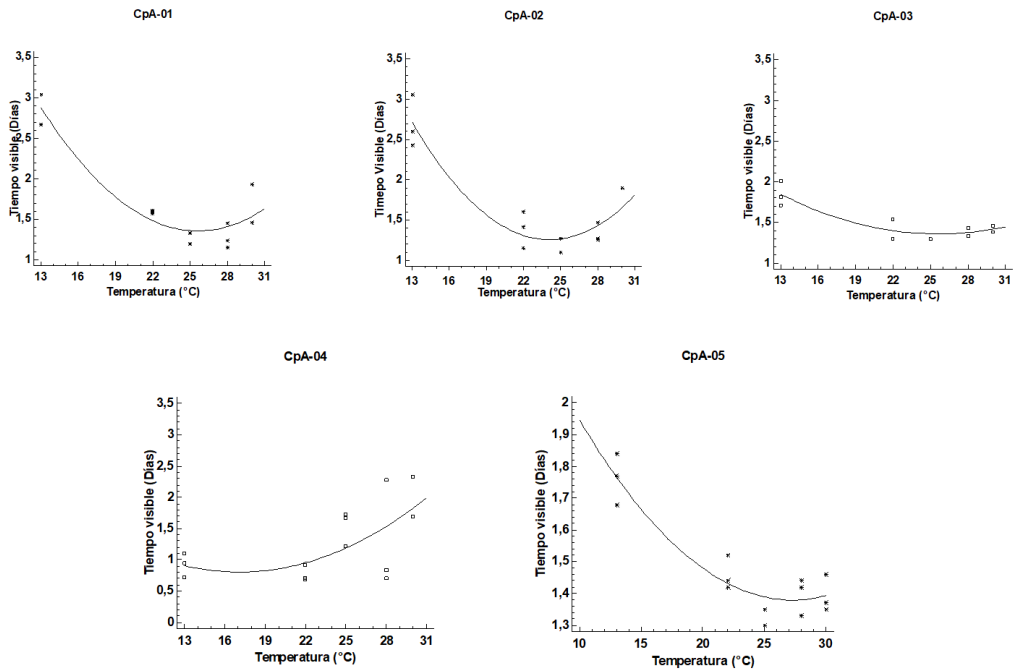 CpA-01
CpA-02
CpA-03
3,5
3
2,5
2
1,5
1
Tiempo visible (Días)
13 16 19 22 25 28 31
Temperatura (°C)
3,5
3
2,5
2
1,5
1
Timepo Visible (Días)
13 16 19 22 25 28 31
Temperatura (°C)
3,5
3
2,5
2
1,5
1
Tiempo visible (Días)
13 16 19 22 25 28 31
Temperatura (°C)
CpA-04
3,5
3
2,5
2
1,5
1
0,5
0
Tiempo visible (Días)
13 16 19 22 25 28 31
Temperatura (°C)
CpA-05
2
1,9
1,8
1,7
1,6
1,5
1,4
1,3
Tiempo visible (Días)
10 15 20 25 30
Temperatura (°C)